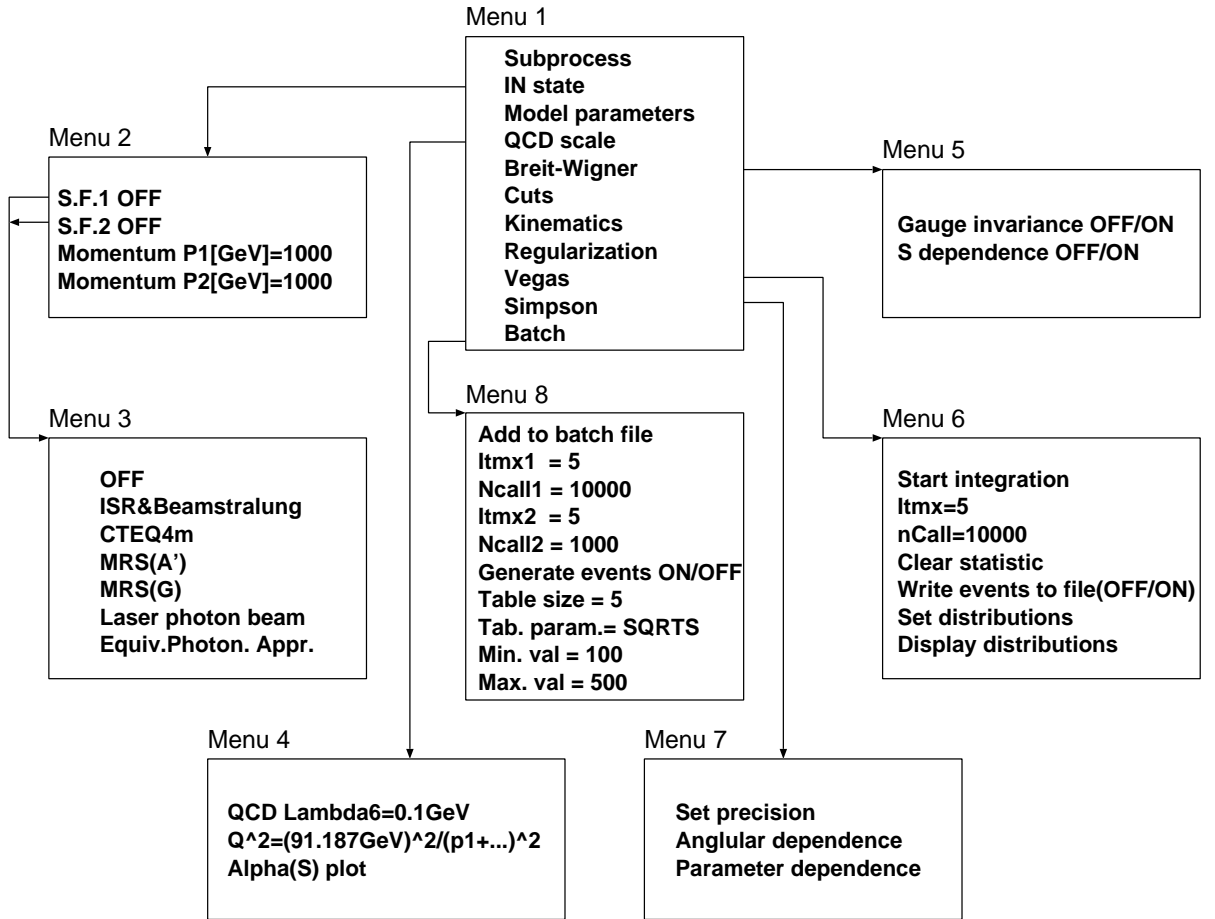 Menu 1
Subprocess
IN state
Model parameters
QCD scale
Breit-Wigner
Cuts
Kinematics
Regularization
Vegas
Simpson
Batch
Menu 2
S.F.1 OFF
S.F.2 OFF
Momentum P1[GeV]=1000
Momentum P2[GeV]=1000
Menu 5
Gauge invariance OFF/ON
S dependence OFF/ON
Menu 3
OFF
ISR&Beamstralung
CTEQ4m
MRS(A’)
MRS(G)
Laser photon beam
Equiv.Photon. Appr.
Menu 8
Add to batch file
Itmx1 = 5
Ncall1 = 10000
Itmx2 = 5
Ncall2 = 1000
Generate events ON/OFF
Table size = 5
Tab. param.= SQRTS
Min. val = 100
Max. val = 500
Menu 6
Start integration
Itmx=5
nCall=10000
Clear statistic
Write events to file(OFF/ON)
Set distributions
Display distributions
Menu 4
QCD Lambda6=0.1GeV
Q^2=(91.187GeV)^2/(p1+...)^2
Alpha(S) plot
Menu 7
Set precision
Anglular dependence
Parameter dependence